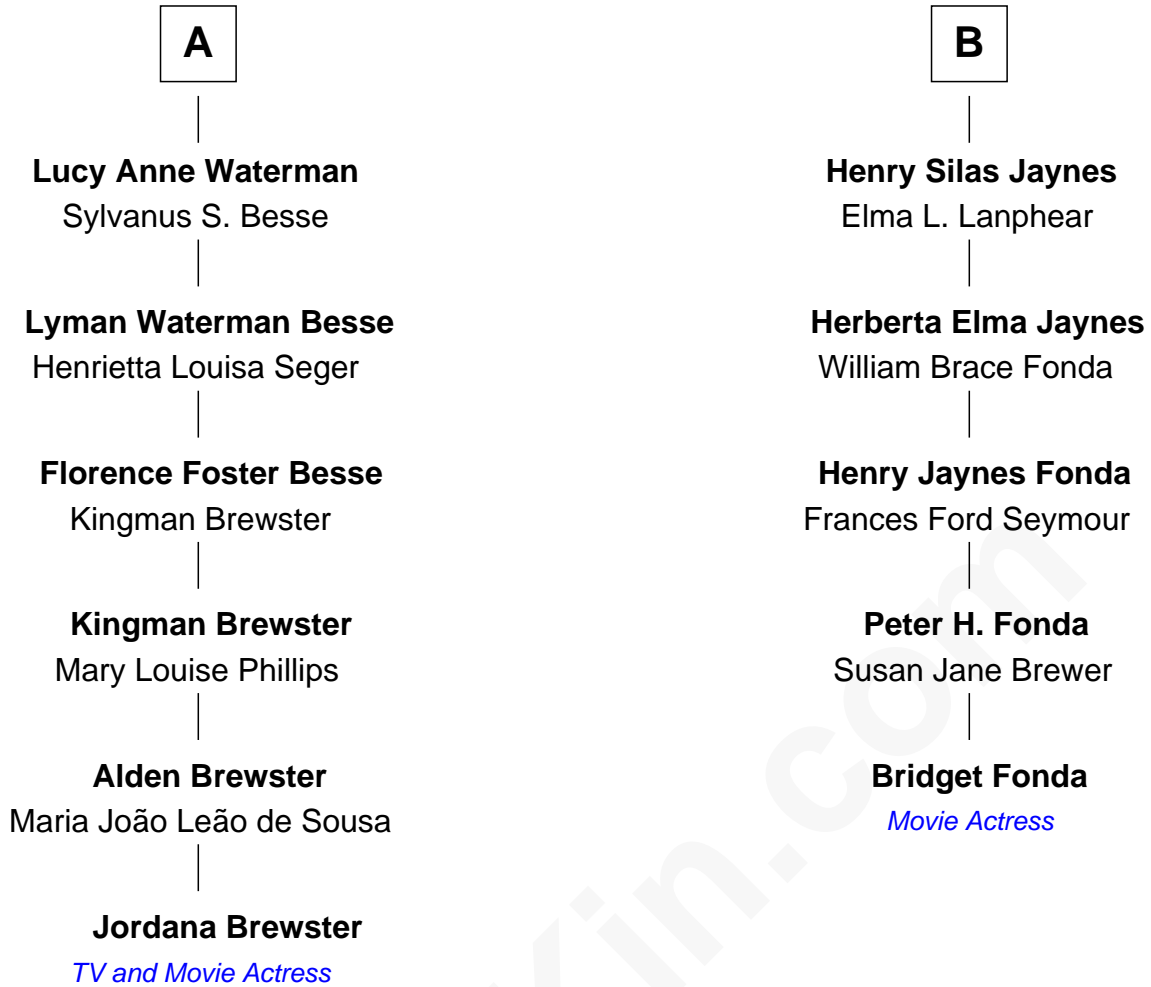 A
Lucy Anne Waterman
Sylvanus S. Besse
Lyman Waterman Besse
Henrietta Louisa Seger
Florence Foster Besse
Kingman Brewster
Kingman Brewster
Mary Louise Phillips
Alden Brewster
Maria João Leão de Sousa
Jordana Brewster
TV and Movie Actress
B
Henry Silas Jaynes
Elma L. Lanphear
Herberta Elma Jaynes
William Brace Fonda
Henry Jaynes Fonda
Frances Ford Seymour
Peter H. Fonda
Susan Jane Brewer
Bridget Fonda
Movie Actress
Kin.com